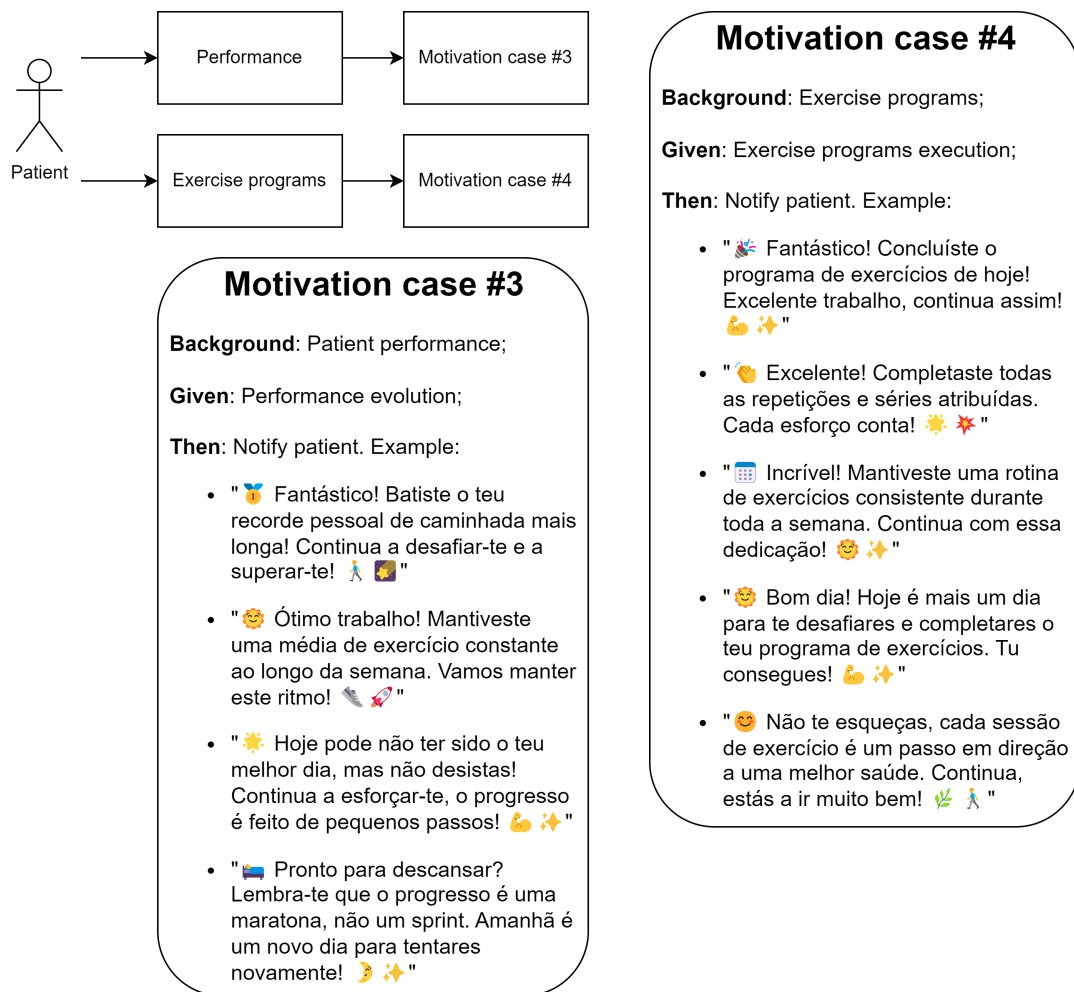 Performance
Motivation case #3
Patient
Exercise programs
Motivation case #4
Motivation case #3
Background: Patient performance;
Given: Performance evolution;
Then: Notify patient. Example:
• "🥇 Fantástico! Batiste o teu
recorde pessoal de caminhada mais
longa! Continua a desafiar-te e a
superar-te! 🚶‍♂️ 🌠"
• "🌞 Ótimo trabalho! Mantiveste
uma média de exercício constante
ao longo da semana. Vamos manter
este ritmo! 👟 🚀"
• "🌟 Hoje pode não ter sido o teu
melhor dia, mas não desistas!
Continua a esforçar-te, o progresso
é feito de pequenos passos! 💪 ✨"
• "🛌 Pronto para descansar?
Lembra-te que o progresso é uma
maratona, não um sprint. Amanhã é
um novo dia para tentares
novamente! 🌛 ✨"
Motivation case #4
Background: Exercise programs;
Given: Exercise programs execution;
Then: Notify patient. Example:
• "🎉 Fantástico! Concluíste o
programa de exercícios de hoje!
Excelente trabalho, continua assim!
💪 ✨"
• "👏 Excelente! Completaste todas
as repetições e séries atribuídas.
Cada esforço conta! 🌟 💥"
• "🗓️ Incrível! Mantiveste uma rotina
de exercícios consistente durante
toda a semana. Continua com essa
dedicação! 🌞 ✨"
• "🌞 Bom dia! Hoje é mais um dia
para te desafiares e completares o
teu programa de exercícios. Tu
consegues! 💪 ✨"
• "😊 Não te esqueças, cada sessão
de exercício é um passo em direção
a uma melhor saúde. Continua,
estás a ir muito bem! 🌿 🚶‍♂️"